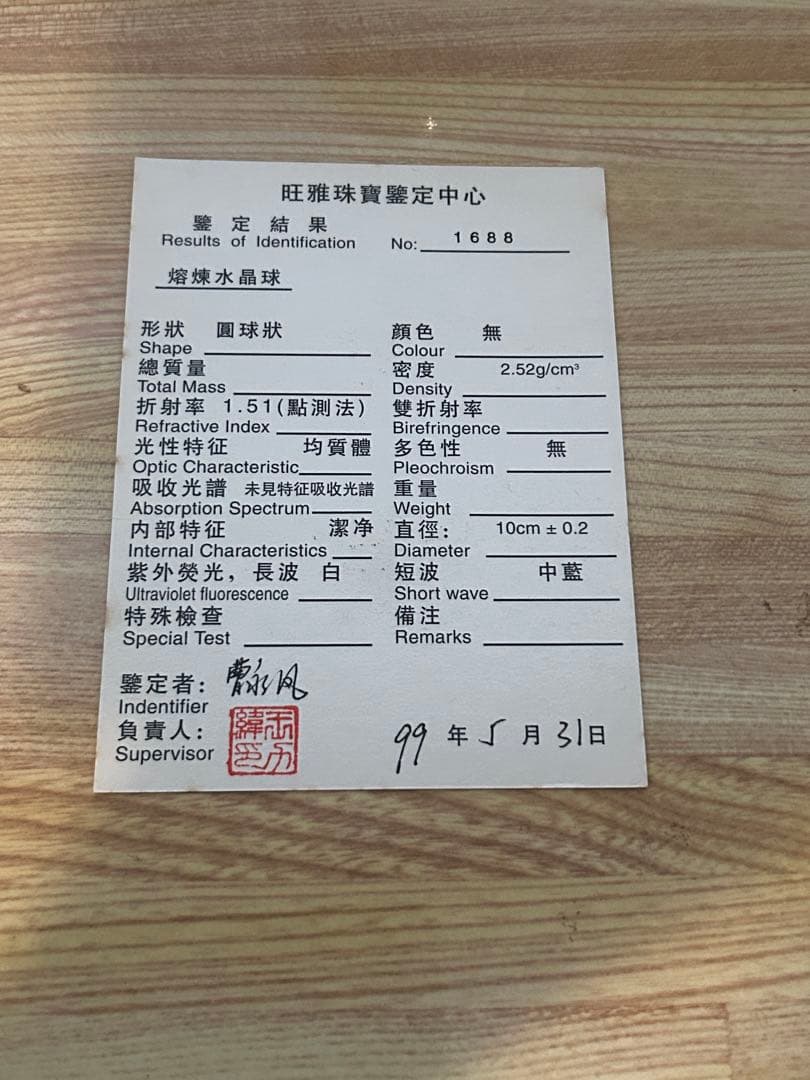 旺雅珠寶鑒定中心
鑒定結果
Results of Identification No: 1688
熔煉水晶球
形狀 圓球狀 顏色 無
Shape Colour
總質量 密度 2.52g/cm³
Total Mass Density
折射率 1.51(點測法) 雙折射率
Refractive Index Birefringence
光性特征 均質體 多色性 無
Optic Characteristic Pleochroism
吸收光譜 未見特征吸收光譜 重量
Absorption Spectrum Weight
内部特征 潔净 直徑: 10cm ± 0.2
Internal Characteristics Diameter
紫外熒光, 長波 白 短波 中藍
Ultraviolet fluorescence Short wave
特殊檢查 備注
Special Test Remarks
鑒定者:
Indentifier
負責人:
Supervisor
99 年 5 月 31 日